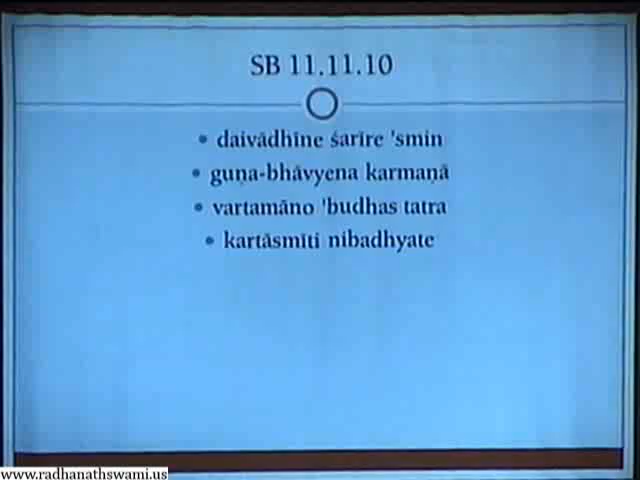 SB 11.11.10
• daivādhīne śarīre 'smin
• guṇa-bhāvyena karmaṇā
• vartamāno 'budhas tatra
• kartāsmīti nibadhyate
www.radhanathswami.us